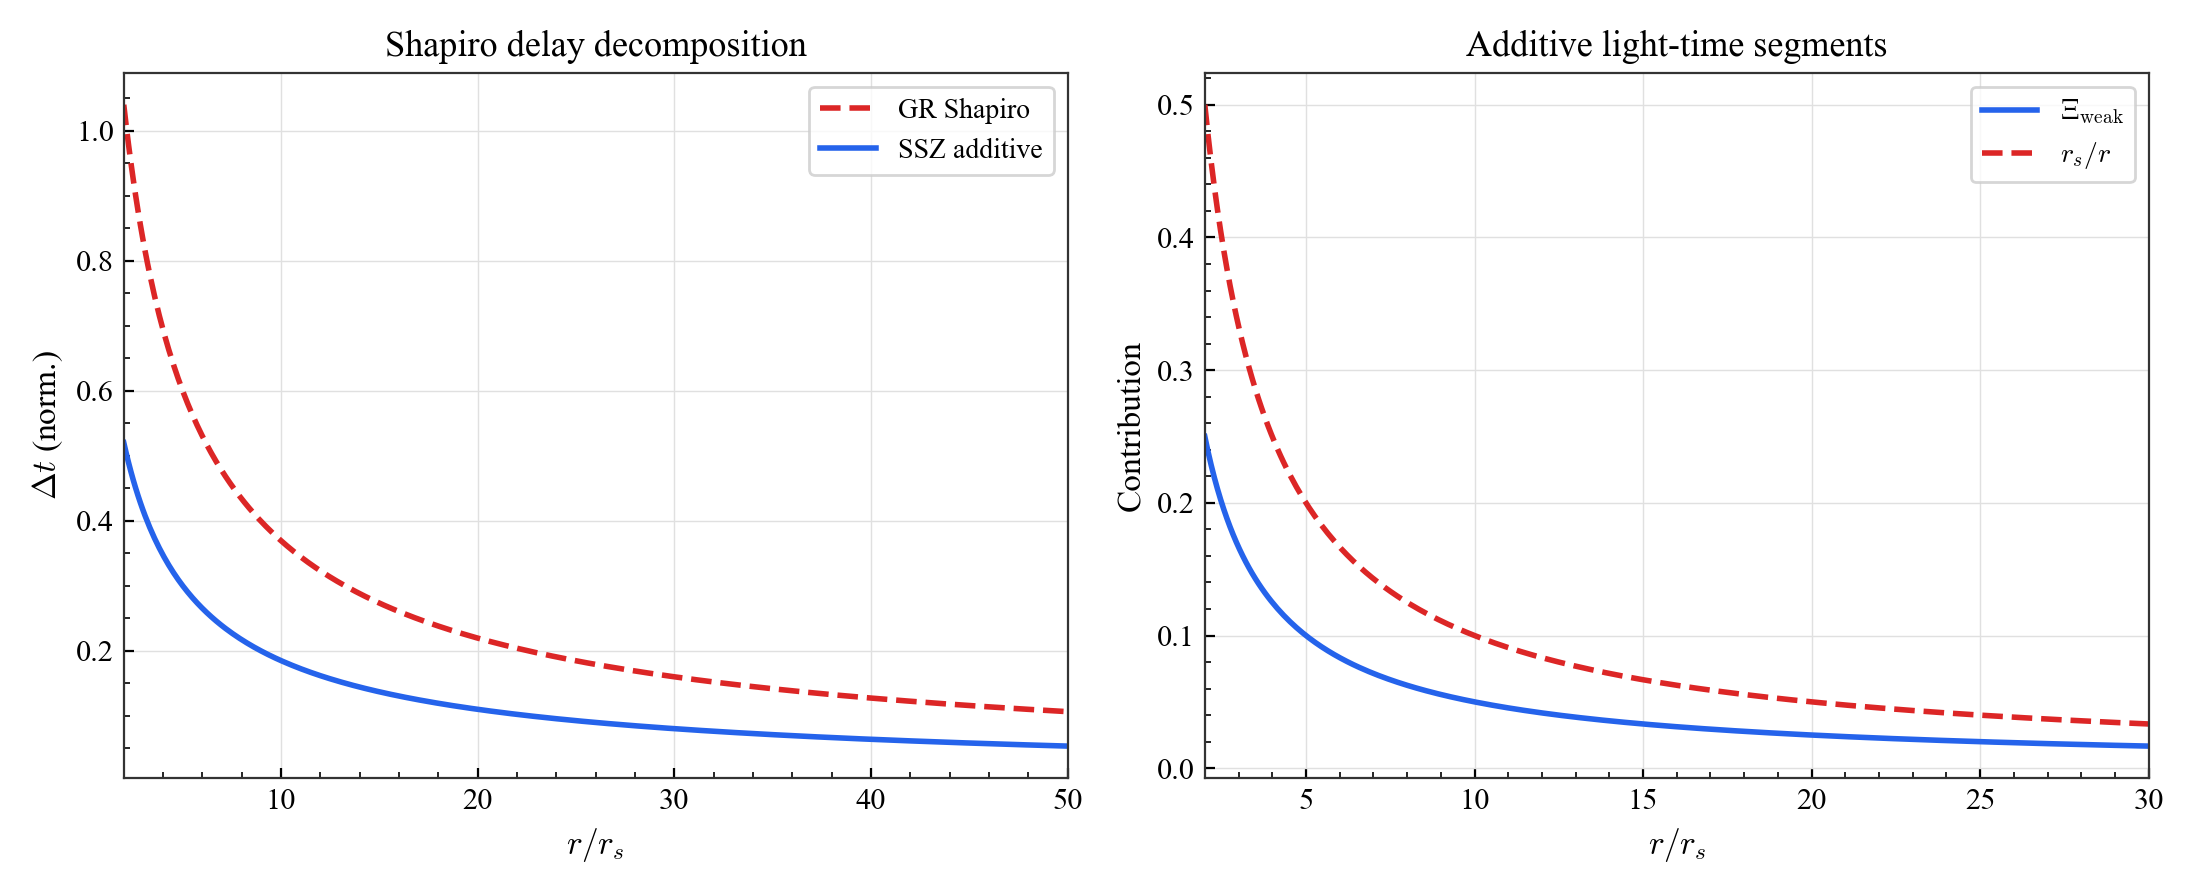 Shapiro delay decomposition
GR Shapiro
SSZ additive
1.0
0.8
0.6
0.4
0.2
Δt (norm.)
10
20
30
40
50
r/r_s
Additive light-time segments
Ξ_weak
r_s/r
0.5
0.4
0.3
0.2
0.1
0.0
Contribution
5
10
15
20
25
30
r/r_s